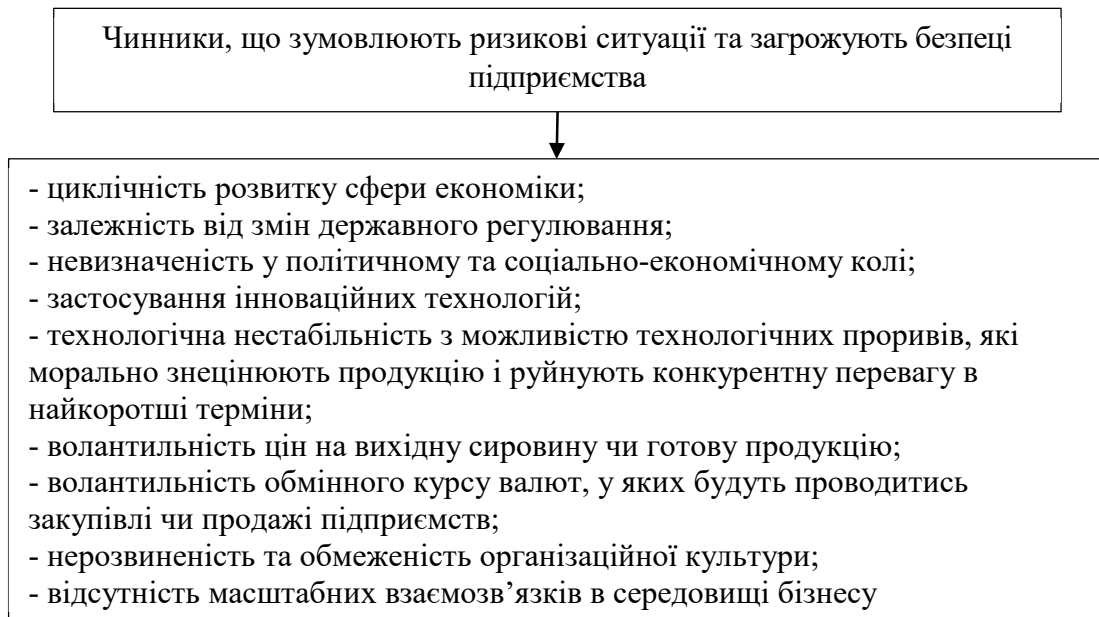 Чинники, що зумовлюють ризикові ситуації та загрожують безпеці
підприємства
- циклічність розвитку сфери економіки;
- залежність від змін державного регулювання;
- невизначеність у політичному та соціально-економічному колі;
- застосування інноваційних технологій;
- технологічна нестабільність з можливістю технологічних проривів, які
морально знецінюють продукцію і руйнують конкурентну перевагу в
найкоротші терміни;
- волантильність цін на вихідну сировину чи готову продукцію;
- волантильність обмінного курсу валют, у яких будуть проводитись
закупівлі чи продажі підприємств;
- нерозвиненість та обмеженість організаційної культури;
- відсутність масштабних взаємозв’язків в середовищі бізнесу